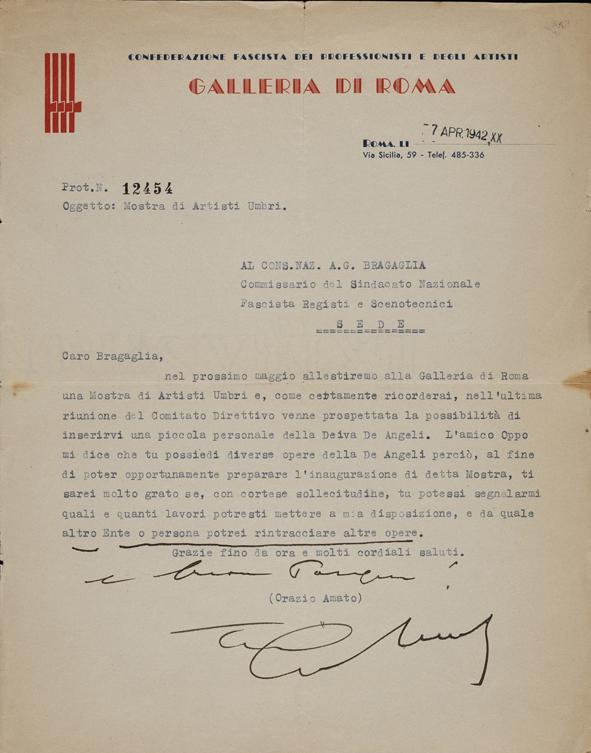 CONFEDERAZIONE FASCISTA DEI PROFESSIONISTI E DEGLI ARTISTI
GALLERIA DI ROMA
ROMA, LI 7 APR. 1942, XX
Via Sicilia, 59 - Telef. 485-336
Prot.N. 12454
Oggetto: Mostra di Artisti Umbri.
AL CONS.NAZ. A.G. BRAGAGLIA
Commissario del Sindacato Nazionale
Fascista Registi e Scenotecnici
S E D E
Caro Bragaglia,
nel prossimo maggio allestiremo alla Galleria di Roma
una Mostra di Artisti Umbri e, come certamente ricorderai, nell'ultima
riunione del Comitato Direttivo venne prospettata la possibilità di
inserirvi una piccola personale della Deiva De Angeli. L'amico Oppo
mi dice che tu possiedi diverse opere della De Angeli perciò, al fine
di poter opportunamente preparare l'inaugurazione di detta Mostra, ti
sarei molto grato se, con cortese sollecitudine, tu potessi segnalarmi
quali e quanti lavori potresti mettere a mia disposizione, e da quale
altro Ente o persona potrei rintracciare altre opere.
Grazie fino da ora e molti cordiali saluti.
e buona Pasqua!
(Orazio Amato)